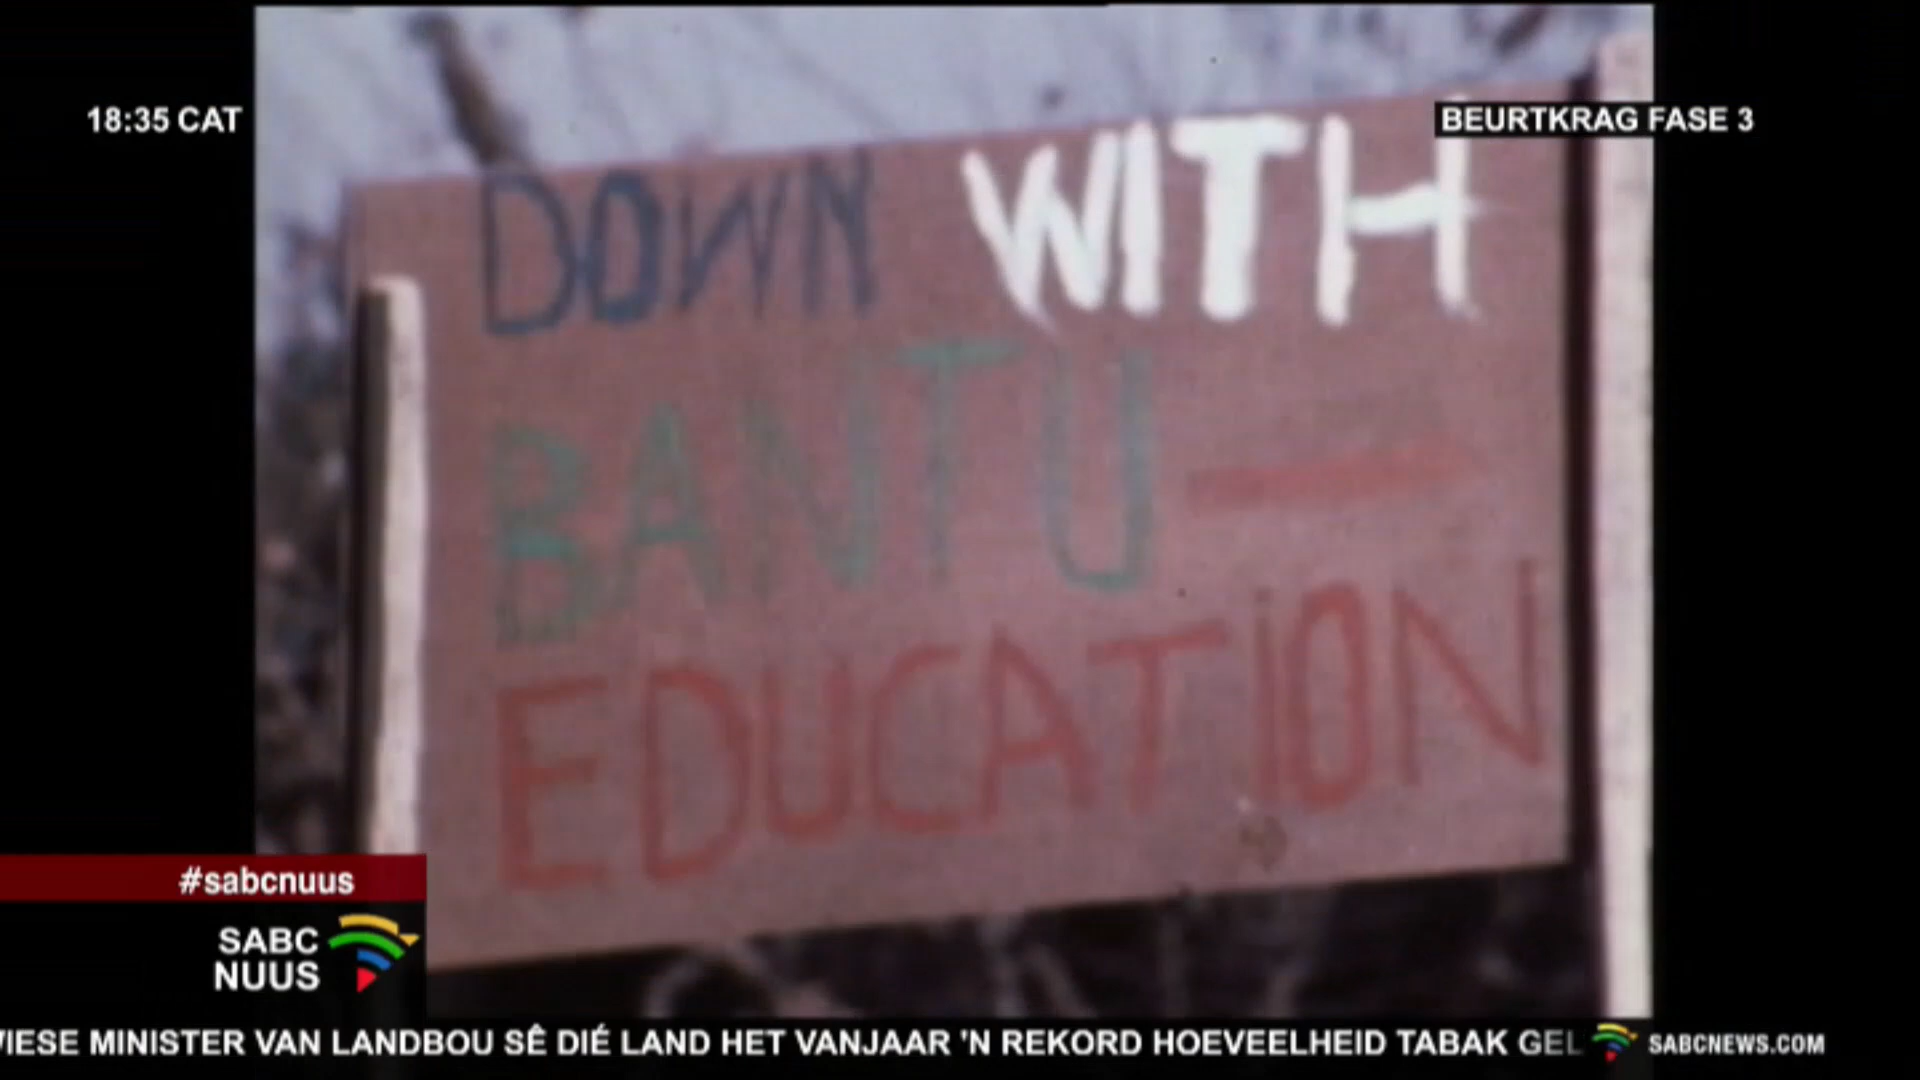 18:35 CAT
BEURTKRAG FASE 3
DOWN WITH
BANTU-
EDUCATION
#sabcnuus
SABC
NUUS
MINISTER VAN LANDBOU SÊ DIÉ LAND HET VANJAAR 'N REKORD HOEVEELHEID TABAK
SABCNEWS.COM